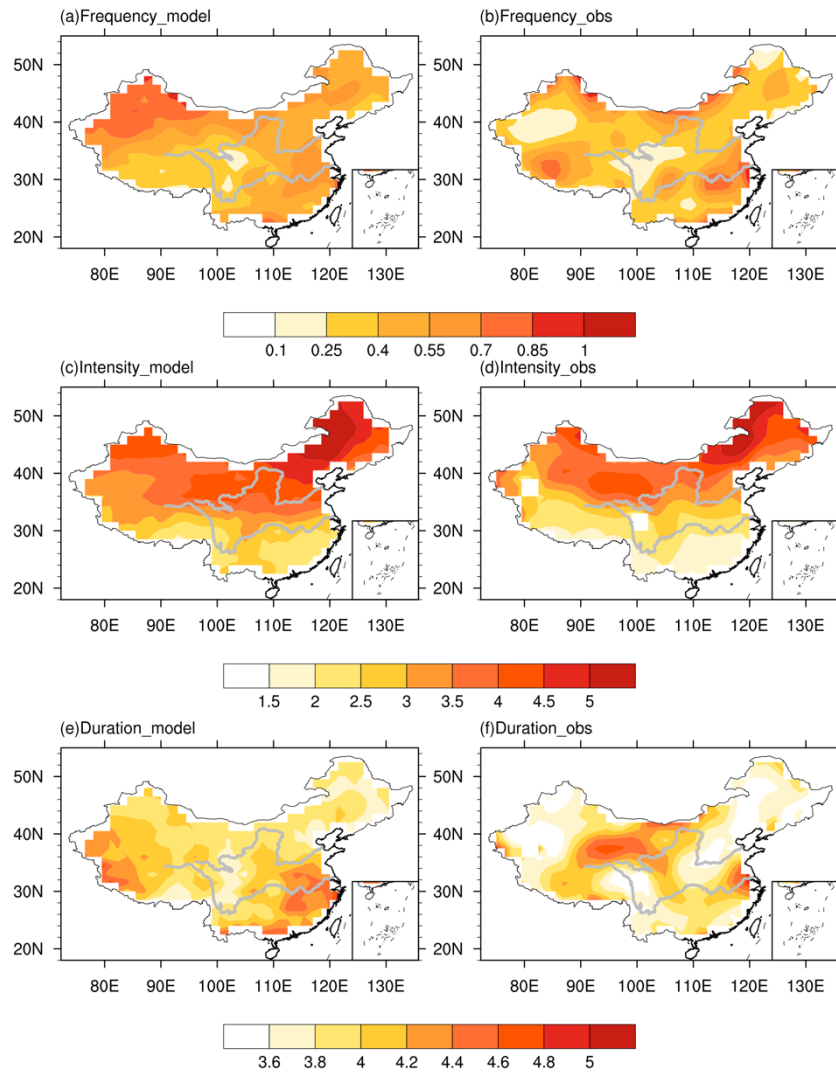 (a)Frequency_model
(b)Frequency_obs
50N
40N
30N
20N
50N
40N
30N
20N
80E 90E 100E 110E 120E 130E
80E 90E 100E 110E 120E 130E
0.1 0.25 0.4 0.55 0.7 0.85 1
(c)Intensity_model
(d)Intensity_obs
50N
40N
30N
20N
50N
40N
30N
20N
80E 90E 100E 110E 120E 130E
80E 90E 100E 110E 120E 130E
1.5 2 2.5 3 3.5 4 4.5 5
(e)Duration_model
(f)Duration_obs
50N
40N
30N
20N
50N
40N
30N
20N
80E 90E 100E 110E 120E 130E
80E 90E 100E 110E 120E 130E
3.6 3.8 4 4.2 4.4 4.6 4.8 5